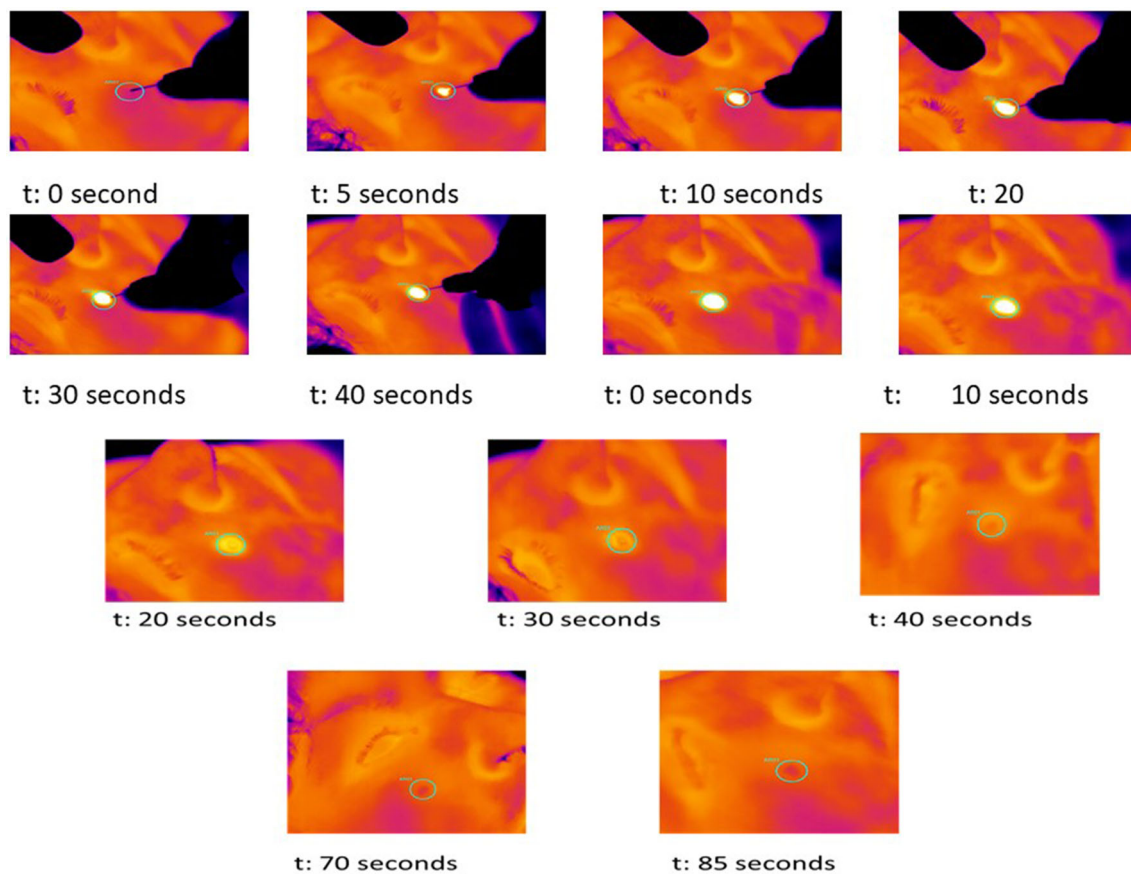 t: 0 second
t: 5 seconds
t: 10 seconds
t: 20
t: 30 seconds
t: 40 seconds
t: 0 seconds
t: 10 seconds
t: 20 seconds
t: 30 seconds
t: 40 seconds
t: 70 seconds
t: 85 seconds